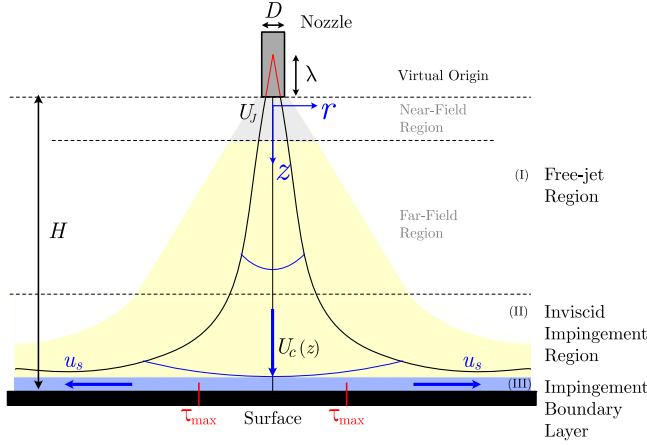 D
Nozzle
λ
Virtual Origin
U_J
r
Near-Field
Region
z
(I) Free-jet
Region
Far-Field
Region
H
(II) Inviscid
Impingement
Region
U_c(z)
u_s
u_s
(III) Impingement
Boundary
Layer
τ_max
Surface
τ_max